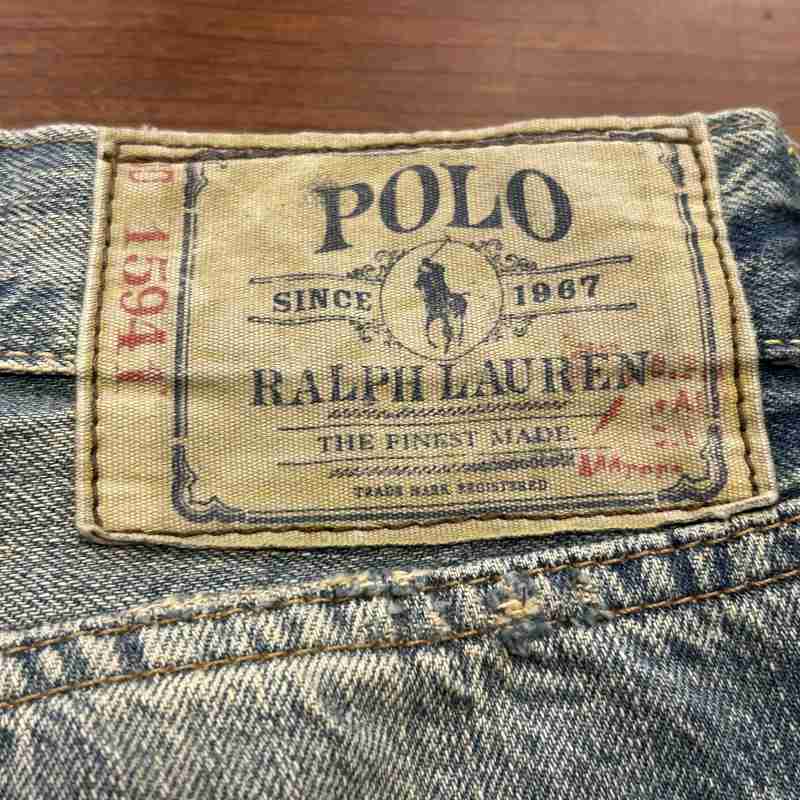 POLO
SINCE 1967
RALPH LAUREN
THE FINEST MADE
TRADE MARK REGISTERED
1594